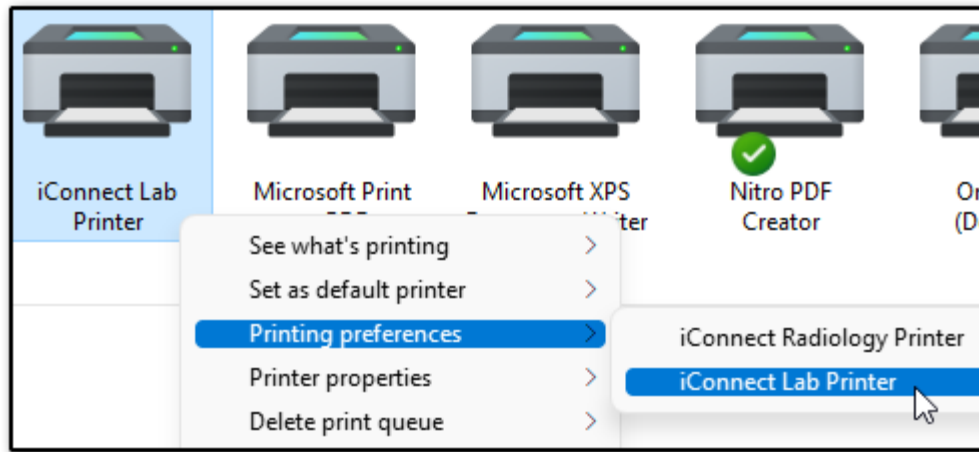 iConnect Lab
Printer
Microsoft Print
Microsoft XPS
Nitro PDF
Creator
See what's printing
Set as default printer
Printing preferences
Printer properties
Delete print queue
iConnect Radiology Printer
iConnect Lab Printer